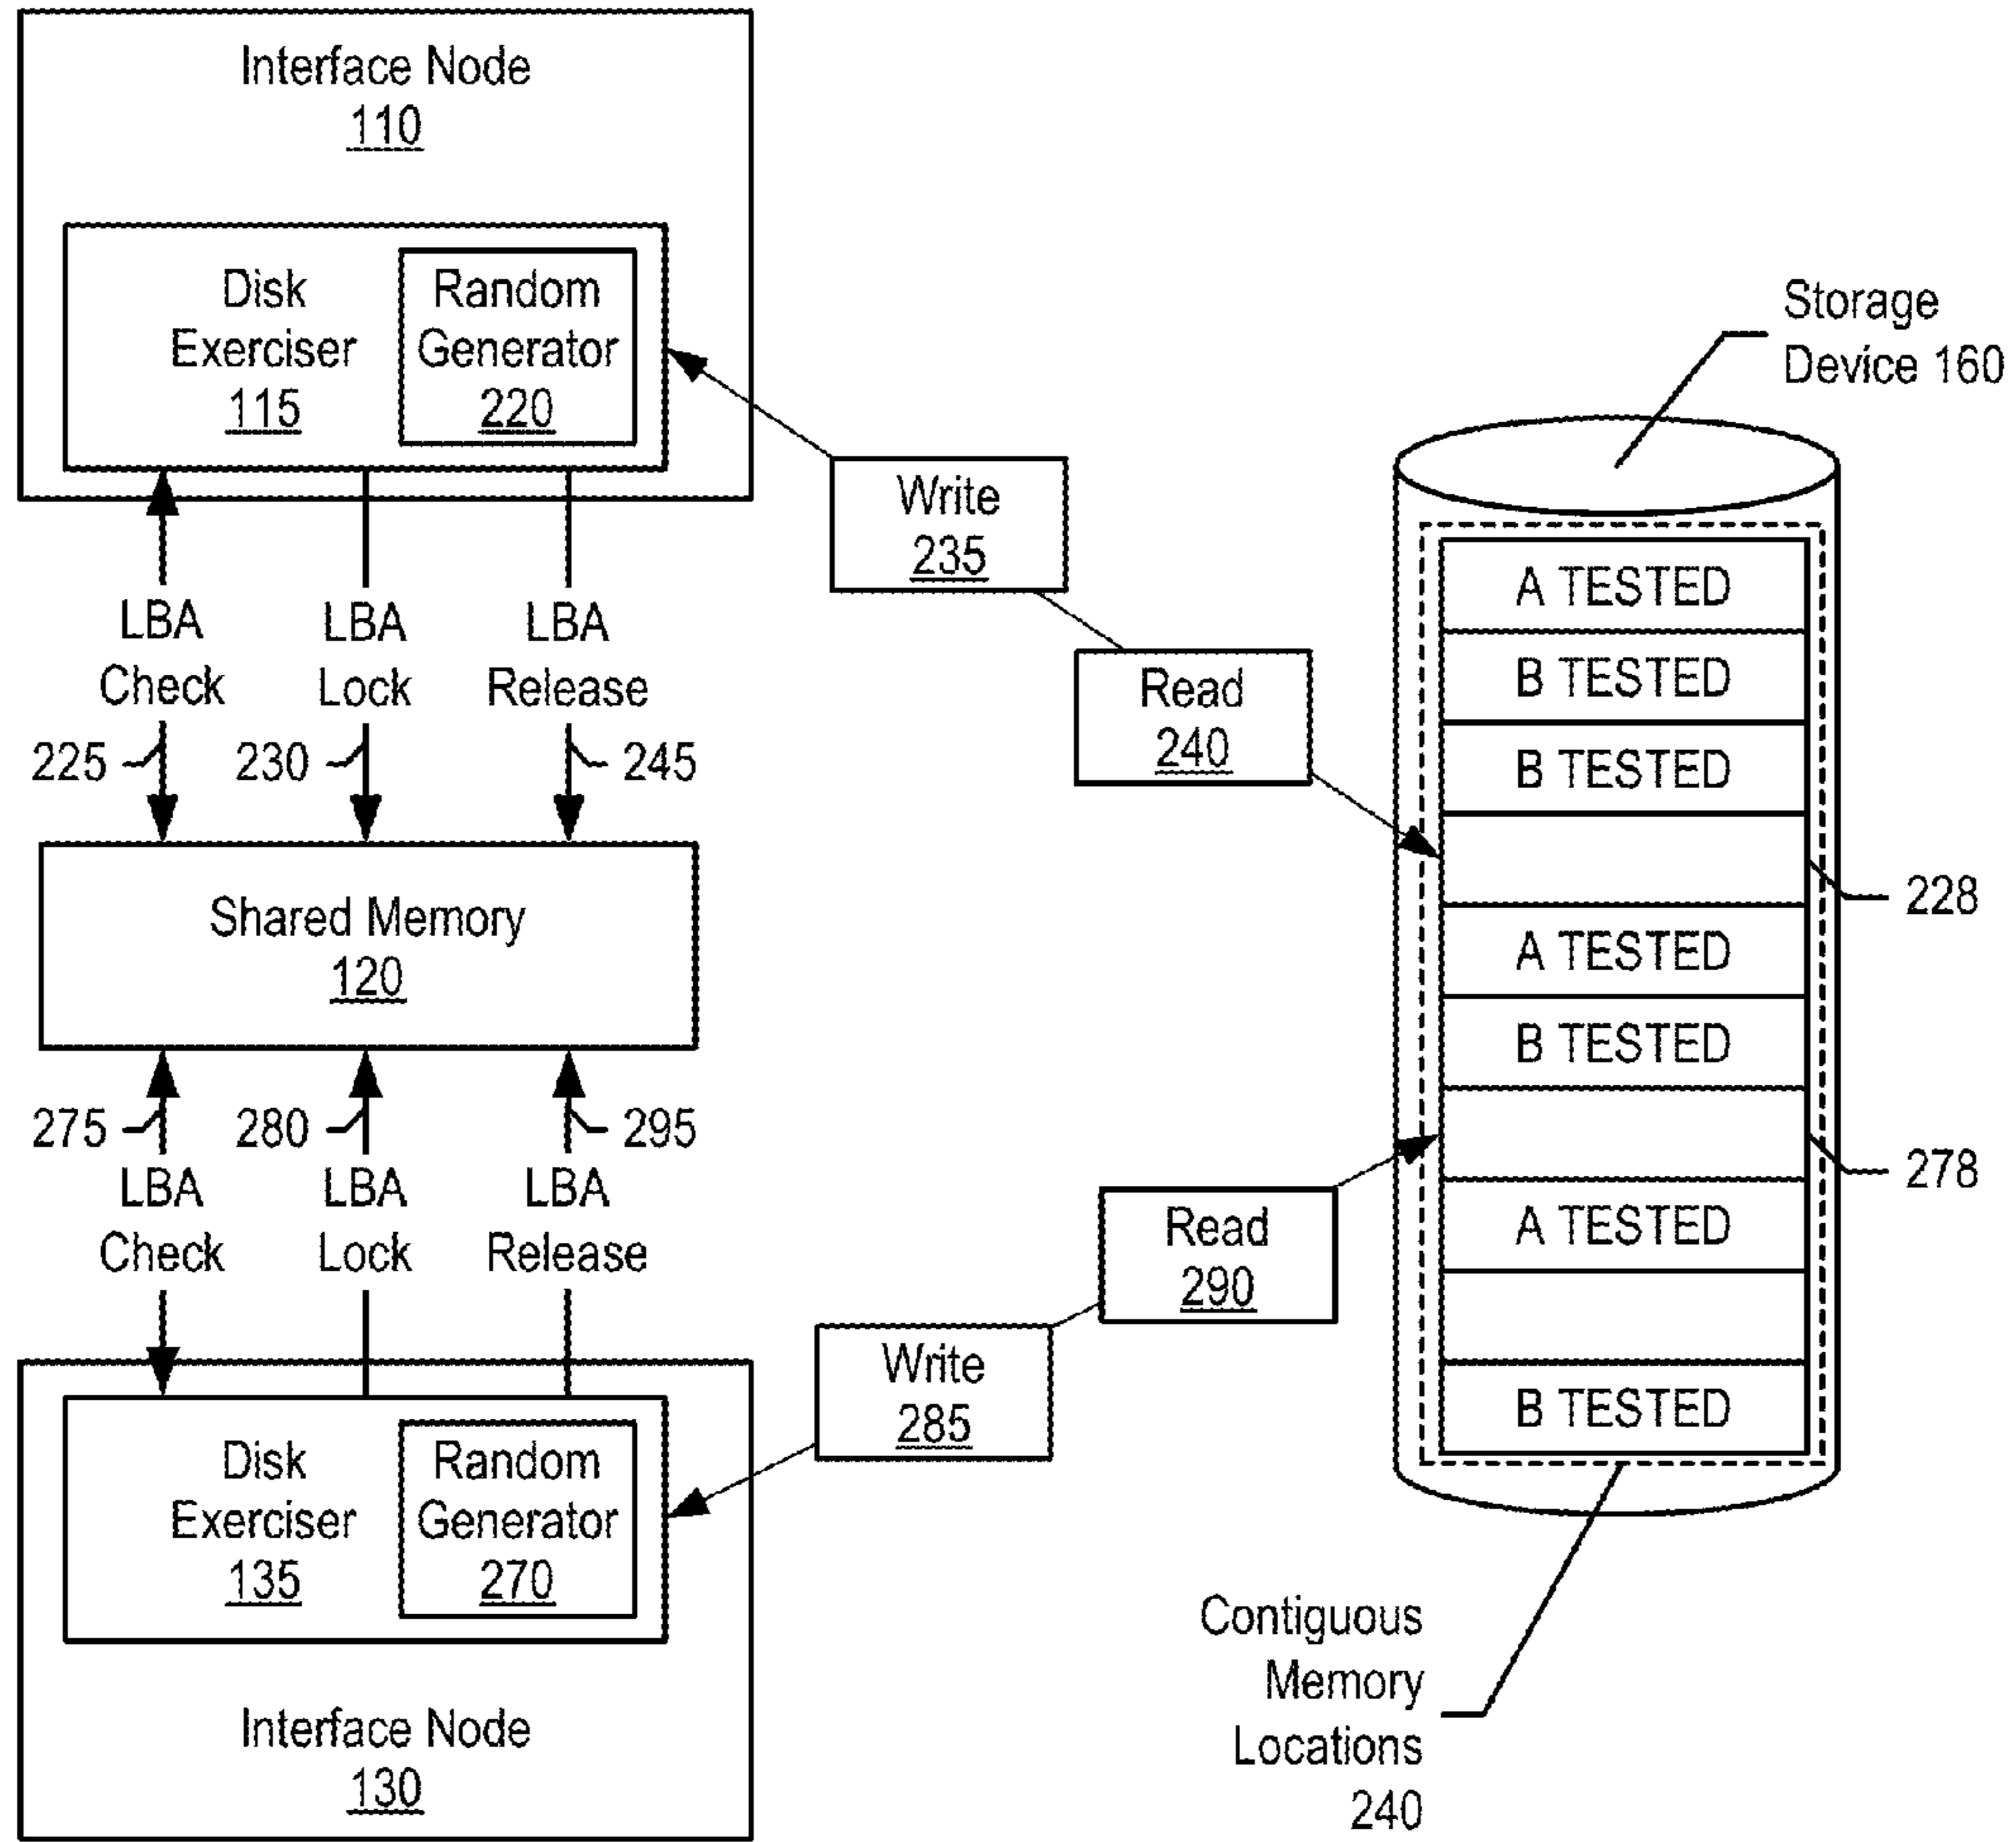 Interface Node
110
Disk
Exerciser
115
Random
Generator
220
Storage
Device 160
Write
235
Read
240
LBA
Check
LBA
Lock
LBA
Release
225
230
245
Shared Memory
120
275
280
295
LBA
Check
LBA
Lock
LBA
Release
A TESTED
B TESTED
B TESTED
228
A TESTED
B TESTED
278
A TESTED
B TESTED
Read
290
Write
285
Disk
Exerciser
135
Random
Generator
270
Interface Node
130
Contiguous
Memory
Locations
240